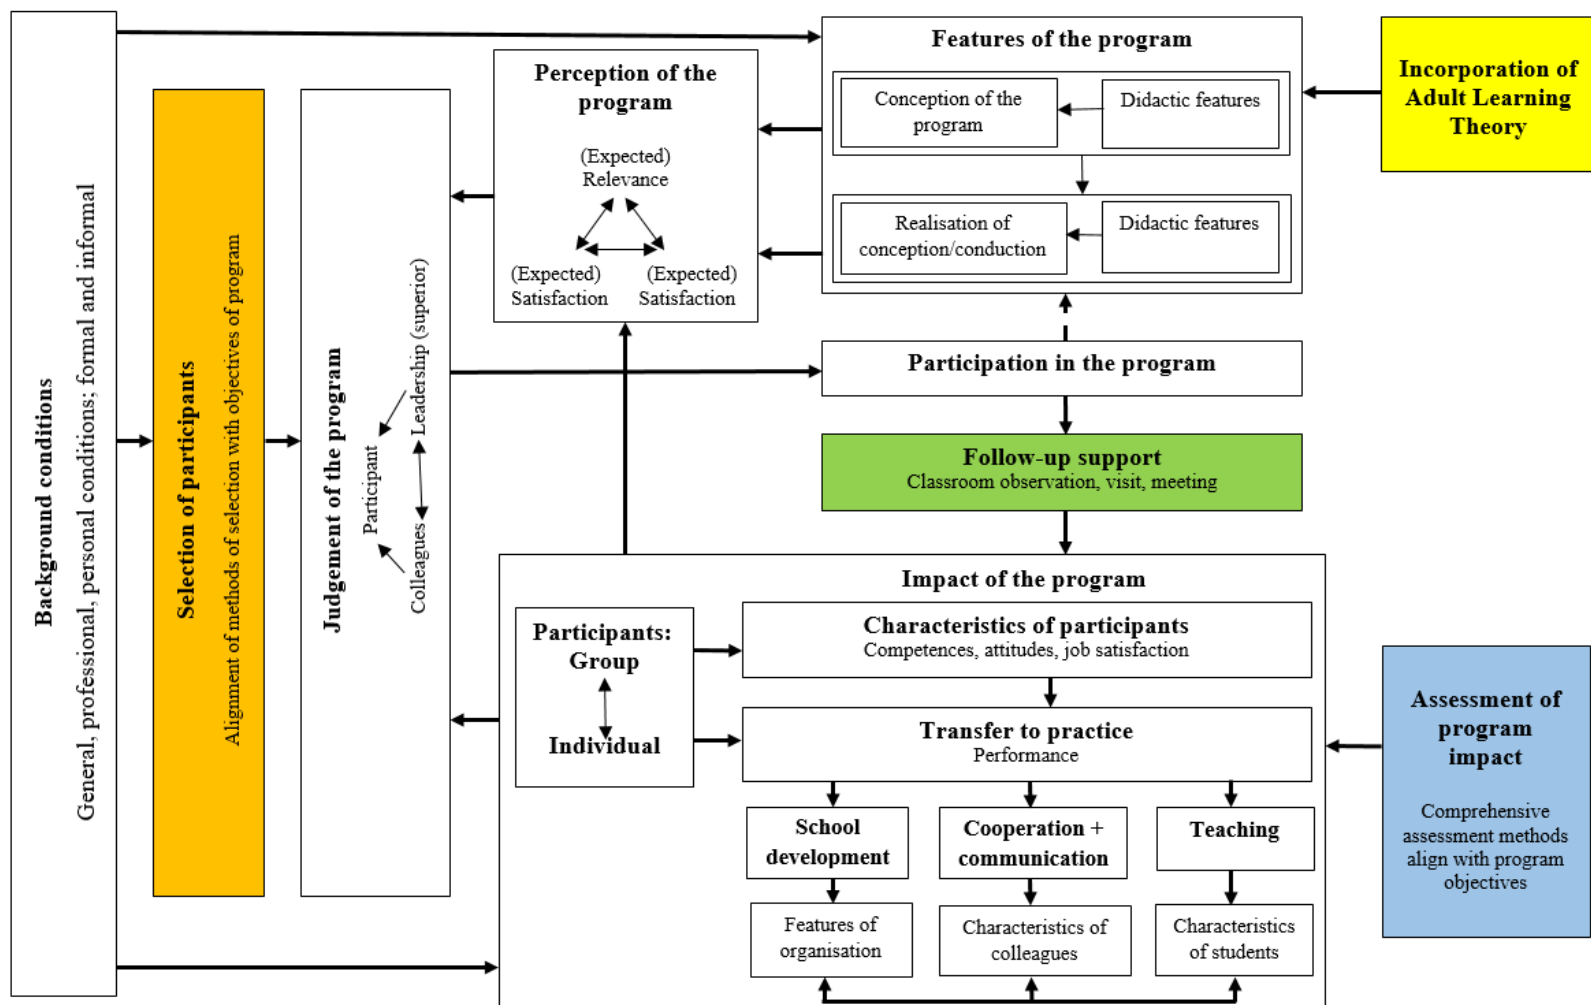 Background conditions
General, professional, personal conditions; formal and informal
Selection of participants
Alignment of methods of selection with objectives of program
Judgement of the program
Participant
Leadership (superior)
Colleagues
Perception of the
program
(Expected)
Relevance
(Expected)
Satisfaction
(Expected)
Satisfaction
Features of the program
Conception of the
program
Didactic features
Realisation of
conception/conduction
Didactic features
Incorporation of
Adult Learning
Theory
Participation in the program
Follow-up support
Classroom observation, visit, meeting
Impact of the program
Participants:
Group
Individual
Characteristics of participants
Competences, attitudes, job satisfaction
Transfer to practice
Performance
School
development
Cooperation +
communication
Teaching
Features of
organisation
Characteristics of
colleagues
Characteristics
of students
Assessment of
program
impact
Comprehensive
assessment methods
align with program
objectives